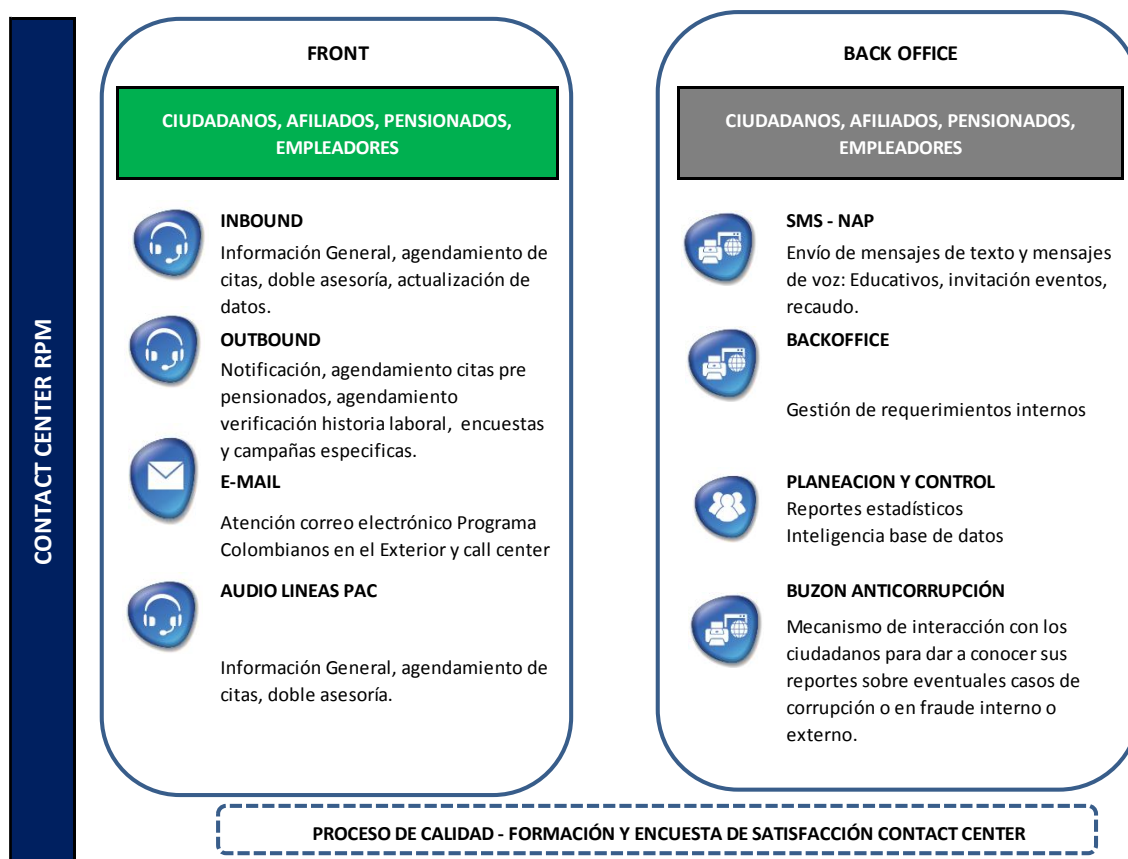 CONTACT CENTER RPM
FRONT
CIUDADANOS, AFILIADOS, PENSIONADOS,
EMPLEADORES
INBOUND
Información General, agendamiento de
citas, doble asesoría, actualización de
datos.
OUTBOUND
Notificación, agendamiento citas pre
pensionados, agendamiento
verificación historia laboral, encuestas
y campañas especificas.
E-MAIL
Atención correo electrónico Programa
Colombianos en el Exterior y call center
AUDIO LINEAS PAC
Información General, agendamiento de
citas, doble asesoría.
BACK OFFICE
CIUDADANOS, AFILIADOS, PENSIONADOS,
EMPLEADORES
SMS - NAP
Envío de mensajes de texto y mensajes
de voz: Educativos, invitación eventos,
recaudo.
BACKOFFICE
Gestión de requerimientos internos
PLANEACION Y CONTROL
Reportes estadísticos
Inteligencia base de datos
BUZON ANTICORRUPCIÓN
Mecanismo de interacción con los
ciudadanos para dar a conocer sus
reportes sobre eventuales casos de
corrupción o en fraude interno o
externo.
PROCESO DE CALIDAD - FORMACIÓN Y ENCUESTA DE SATISFACCIÓN CONTACT CENTER